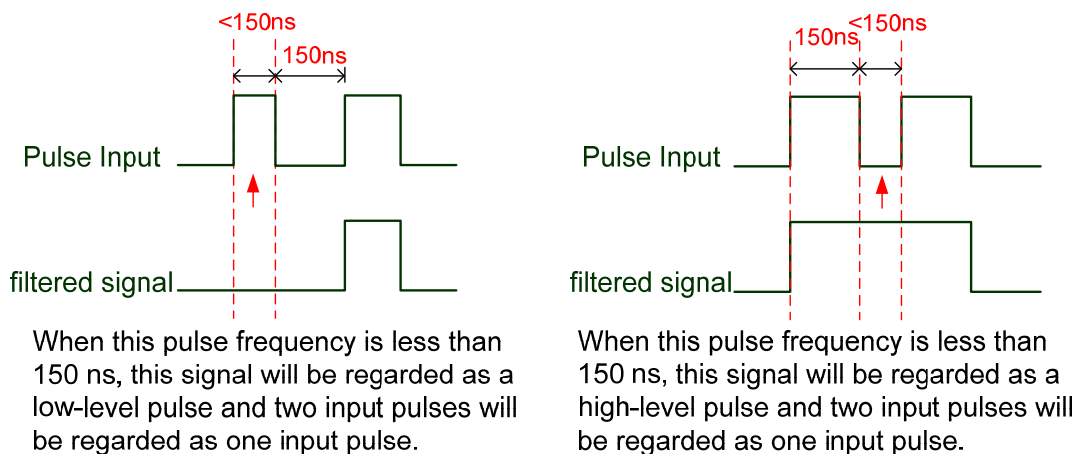 <150ns
150ns
Pulse Input
filtered signal
When this pulse frequency is less than
150 ns, this signal will be regarded as a
low-level pulse and two input pulses will
be regarded as one input pulse.
<150ns
150ns
Pulse Input
filtered signal
When this pulse frequency is less than
150 ns, this signal will be regarded as a
high-level pulse and two input pulses will
be regarded as one input pulse.